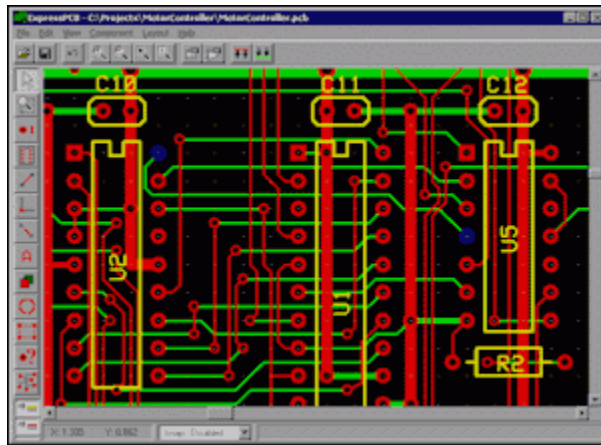 ExpressPCB - C:\Projects\MotorController\MotorController.pcb
File Edit View Component Layout Help
C10 C11 C12
U2 U1 U5
R2
X: 1.305 Y: 0.862 Snap: Disabled